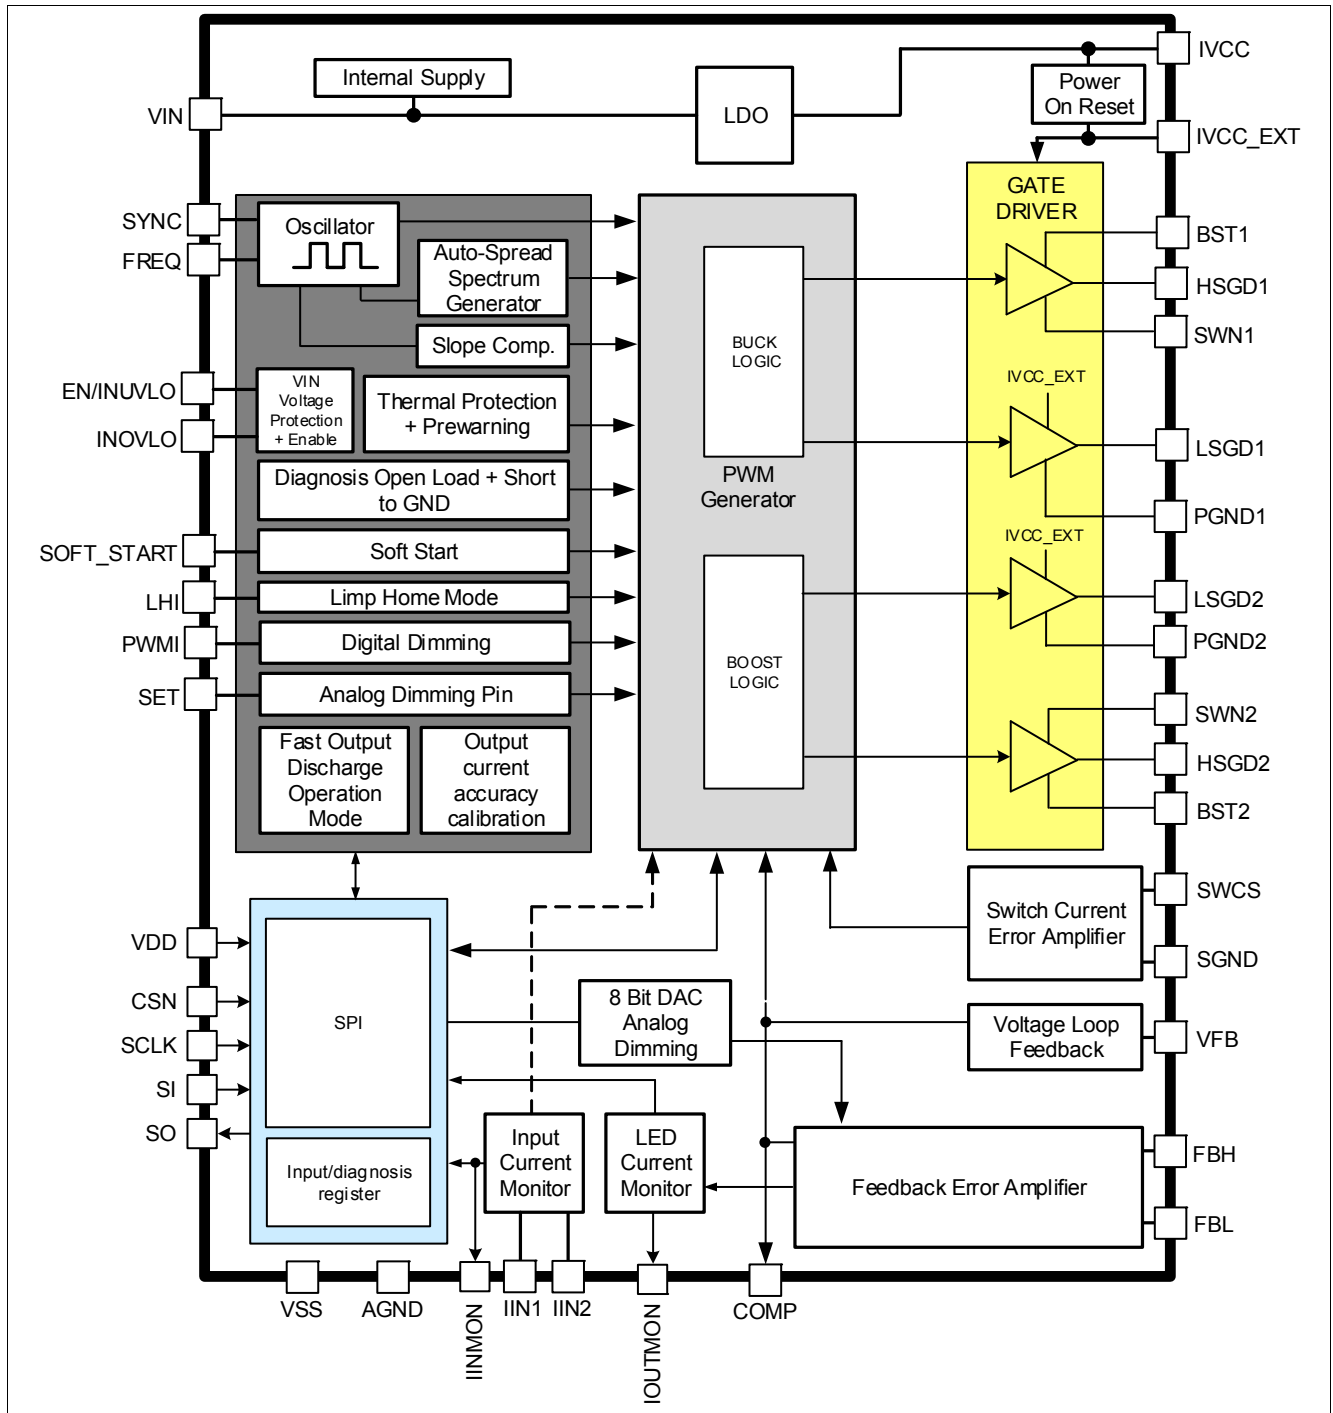 IVCC
Internal Supply
Power
On Reset
VIN
LDO
IVCC_EXT
GATE
DRIVER
SYNC
Oscillator
BST1
FREQ
Auto-Spread
Spectrum
Generator
HSGD1
SWN1
Slope Comp.
BUCK
LOGIC
EN/INUVLO
VIN
Voltage
Protection
+ Enable
Thermal Protection
+ Prewarning
IVCC_EXT
INOVLO
LSGD1
Diagnosis Open Load + Short
to GND
PWM
Generator
PGND1
IVCC_EXT
SOFT_START
Soft Start
LHI
Limp Home Mode
LSGD2
PWMI
Digital Dimming
PGND2
BOOST
LOGIC
SET
Analog Dimming Pin
SWN2
Fast Output
Discharge
Operation
Mode
Output
current
accuracy
calibration
HSGD2
BST2
SWCS
Switch Current
Error Amplifier
VDD
SGND
CSN
SPI
8 Bit DAC
Analog
Dimming
Voltage Loop
Feedback
VFB
SCLK
SI
SO
Input
Current
Monitor
LED
Current
Monitor
FBH
Input/diagnosis
register
Feedback Error Amplifier
FBL
VSS
AGND
IINMON
IIN1
IIN2
IOUTMON
COMP